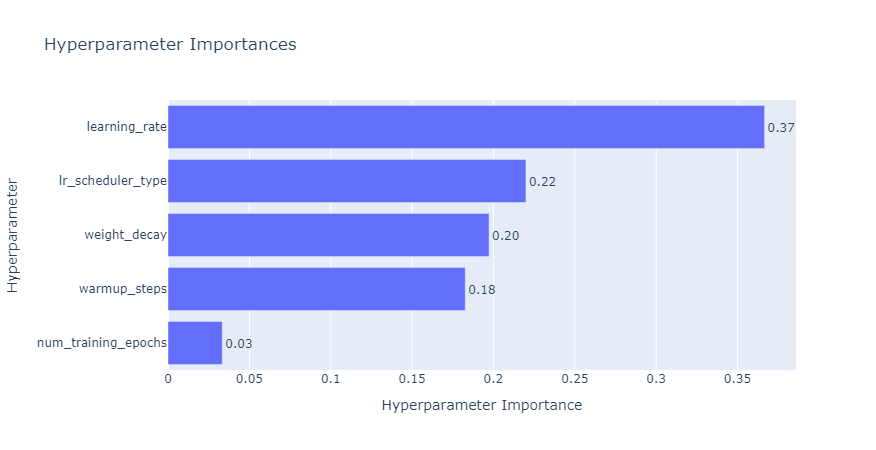 Hyperparameter Importances
Hyperparameter
learning_rate
0.37
lr_scheduler_type
0.22
weight_decay
0.20
warmup_steps
0.18
num_training_epochs
0.03
0 0.05 0.1 0.15 0.2 0.25 0.3 0.35
Hyperparameter Importance